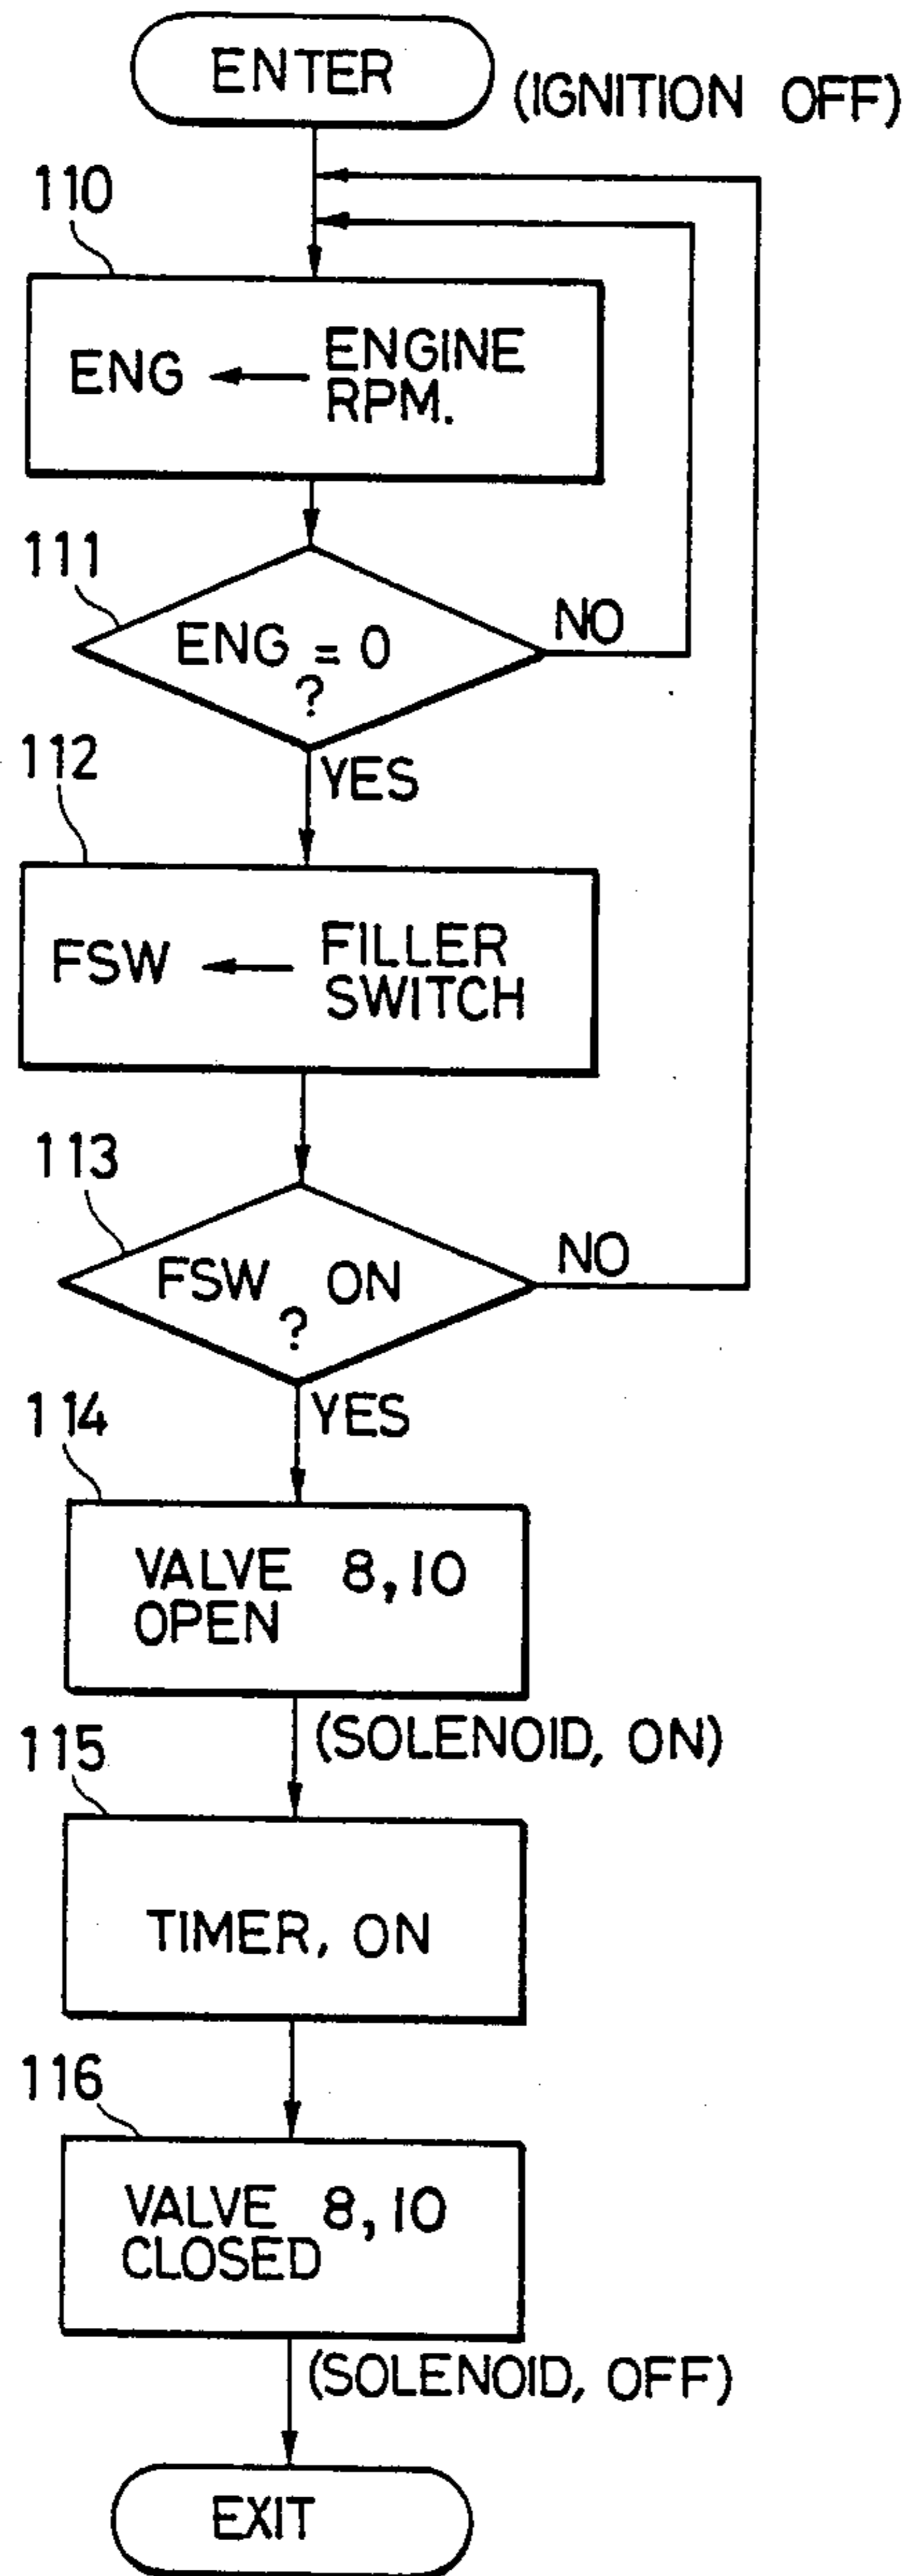 ENTER
(IGNITION OFF)
110
ENG ← ENGINE
RPM.
111
ENG = 0
?
NO
YES
112
FSW ← FILLER
SWITCH
113
FSW ON
?
NO
YES
114
VALVE 8,10
OPEN
(SOLENOID, ON)
115
TIMER, ON
116
VALVE 8,10
CLOSED
(SOLENOID, OFF)
EXIT